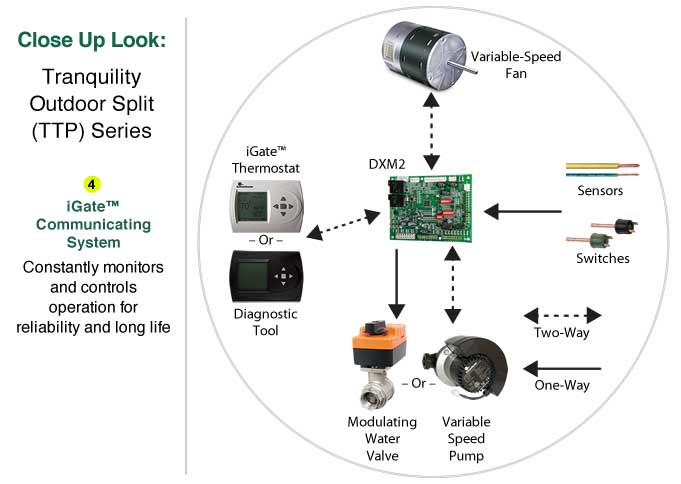 Close Up Look:
Tranquility
Outdoor Split
(TTP) Series
4
iGate™
Communicating
System
Constantly monitors
and controls
operation for
reliability and long life
Variable-Speed
Fan
iGate™
Thermostat
DXM2
– Or –
Diagnostic
Tool
Sensors
Switches
Two-Way
One-Way
– Or –
Modulating
Water
Valve
Variable
Speed
Pump